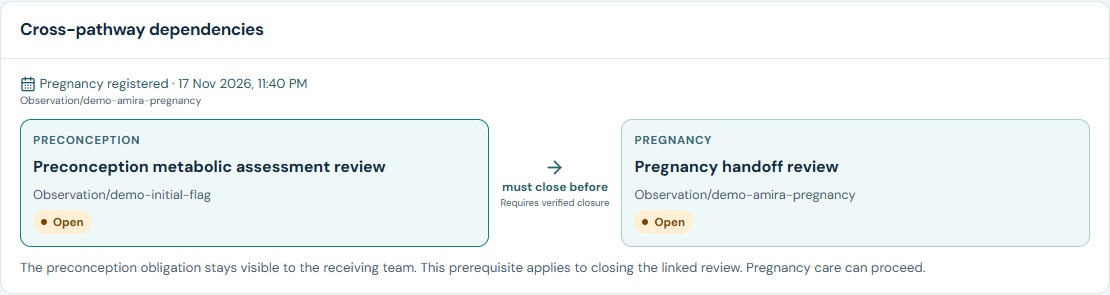 Cross-pathway dependencies
Pregnancy registered · 17 Nov 2026, 11:40 PM
Observation/demo-amira-pregnancy
PRECONCEPTION
Preconception metabolic assessment review
Observation/demo-initial-flag
Open
→
must close before
Requires verified closure
PREGNANCY
Pregnancy handoff review
Observation/demo-amira-pregnancy
Open
The preconception obligation stays visible to the receiving team. This prerequisite applies to closing the linked review. Pregnancy care can proceed.